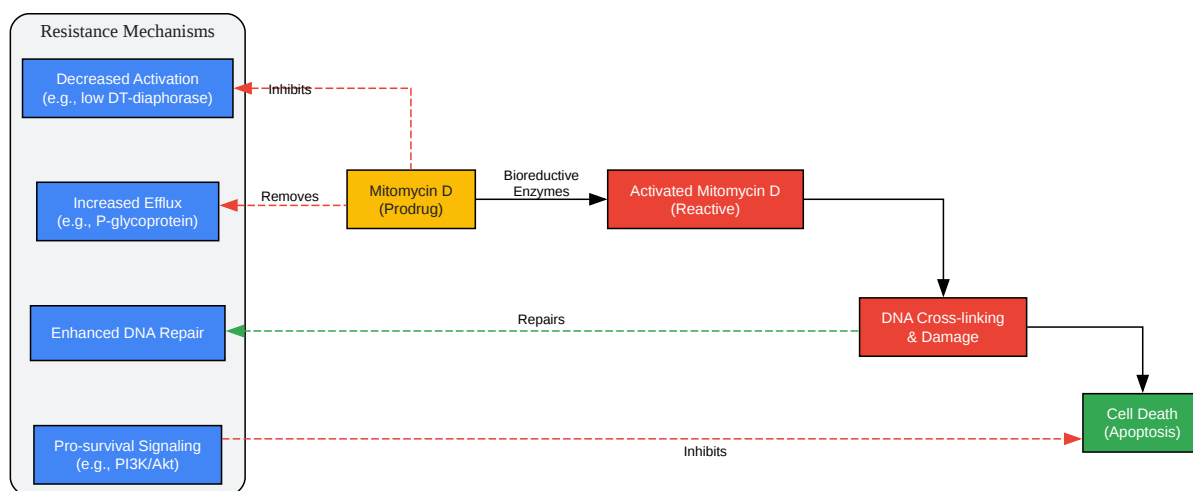 Resistance Mechanisms
Decreased Activation
(e.g., low DT-diaphorase)
Inhibits
Increased Efflux
(e.g., P-glycoprotein)
Removes
Mitomycin D
(Prodrug)
Bioreductive
Enzymes
Activated Mitomycin D
(Reactive)
Enhanced DNA Repair
Repairs
DNA Cross-linking
& Damage
Pro-survival Signaling
(e.g., PI3K/Akt)
Inhibits
Cell Death
(Apoptosis)